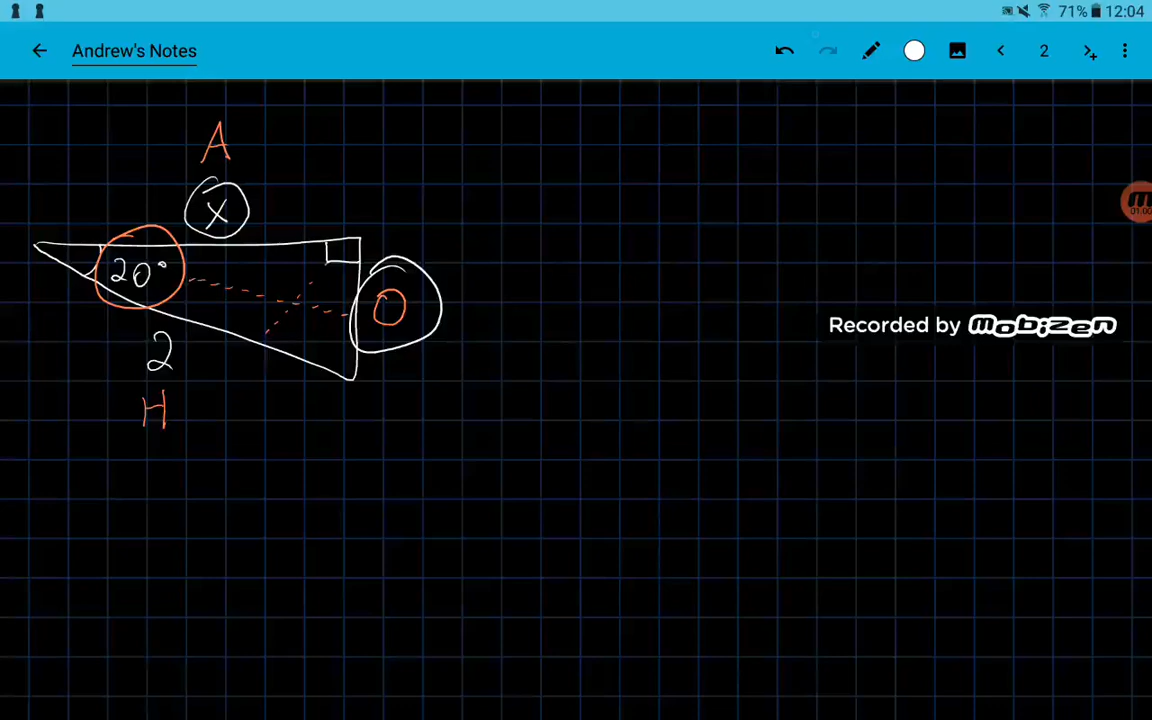 71% 12:04
Andrew's Notes
2
A
X
20°
O
2
H
Recorded by mobizen